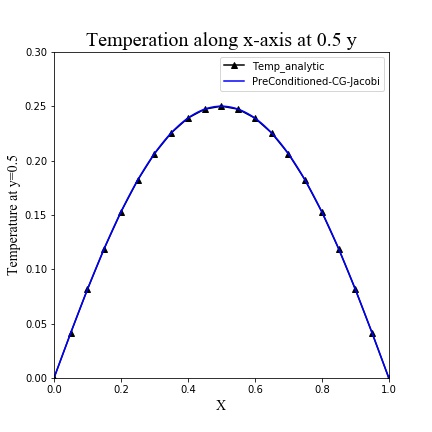 Temperation along x-axis at 0.5 y
0.30
0.25
0.20
0.15
0.10
0.05
0.00
Temperature at y=0.5
Temp_analytic
PreConditioned-CG-Jacobi
0.0 0.2 0.4 0.6 0.8 1.0
X